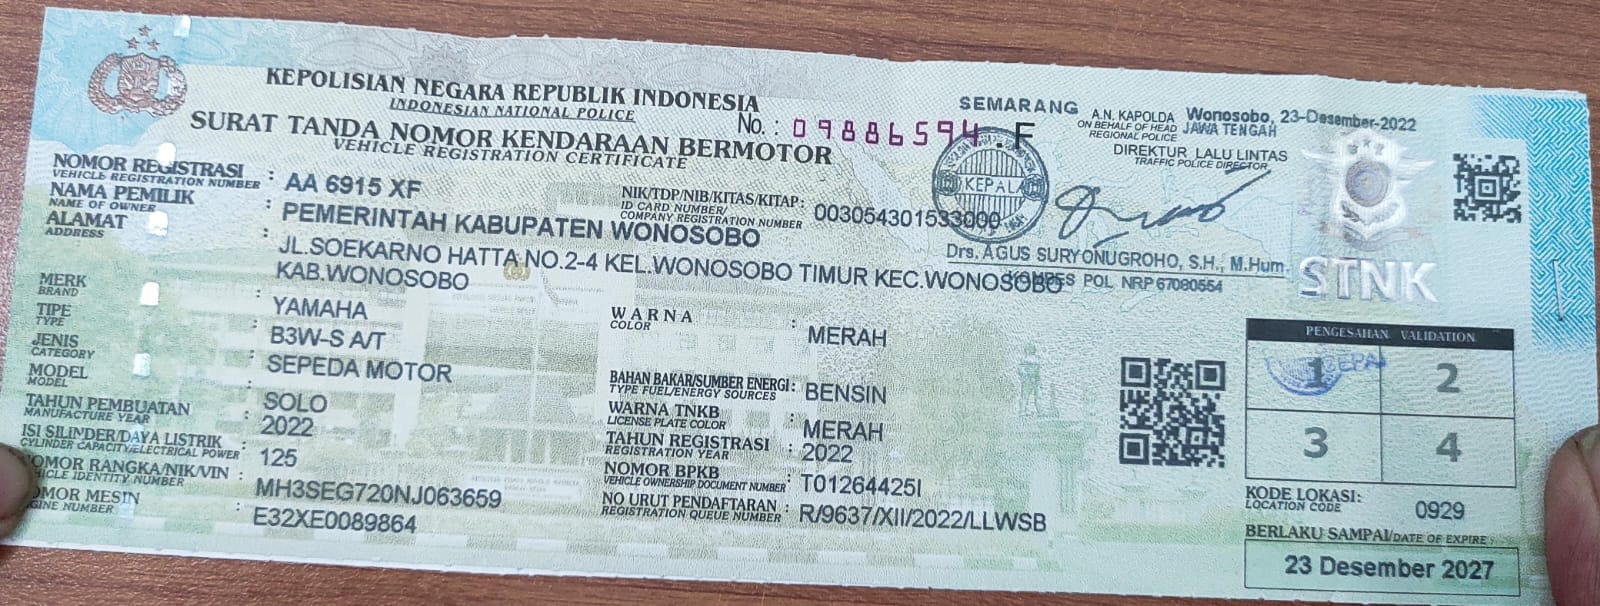 KEPOLISIAN NEGARA REPUBLIK INDONESIA
INDONESIAN NATIONAL POLICE
SURAT TANDA NOMOR KENDARAAN BERMOTOR
VEHICLE REGISTRATION CERTIFICATE
No. : 09886594 .F
SEMARANG
A.N. KAPOLDA
ON BEHALF OF HEAD
REGIONAL POLICE
Wonosobo, 23-Desember-2022
JAWA TENGAH
DIREKTUR LALU LINTAS
TRAFFIC POLICE DIRECTOR
KEPALA
Drs. AGUS SURYONUGROHO, S.H., M.Hum.
KOMBES POL NRP 67080554
STNK
NOMOR REGISTRASI : AA 6915 XF
VEHICLE REGISTRATION NUMBER
NIK/TDP/NIB/KITAS/KITAP: 003054301533000
ID CARD NUMBER/
COMPANY REGISTRATION NUMBER
NAMA PEMILIK : PEMERINTAH KABUPATEN WONOSOBO
NAME OF OWNER
ALAMAT : JL.SOEKARNO HATTA NO.2-4 KEL.WONOSOBO TIMUR KEC.WONOSOBO
ADDRESS
KAB.WONOSOBO
MERK : YAMAHA
BRAND
TIPE : B3W-S A/T
TYPE
JENIS : SEPEDA MOTOR
CATEGORY
MODEL : SOLO
MODEL
TAHUN PEMBUATAN : 2022
MANUFACTURE YEAR
ISI SILINDER/DAYA LISTRIK : 125
CYLINDER CAPACITY/ELECTRICAL POWER
NOMOR RANGKA/NIK/VIN : MH3SEG720NJ063659
VEHICLE IDENTITY NUMBER
NOMOR MESIN : E32XE0089864
ENGINE NUMBER
WARNA : MERAH
COLOR
BAHAN BAKAR/SUMBER ENERGI : BENSIN
TYPE FUEL/ENERGY SOURCES
WARNA TNKB : MERAH
LICENSE PLATE COLOR
TAHUN REGISTRASI : 2022
REGISTRATION YEAR
NOMOR BPKB : T01264425I
VEHICLE OWNERSHIP DOCUMENT NUMBER
NO URUT PENDAFTARAN : R/9637/XII/2022/LLWSB
REGISTRATION QUEUE NUMBER
PENGESAHAN VALIDATION
1 2
3 4
KODE LOKASI: 0929
LOCATION CODE
BERLAKU SAMPAI/DATE OF EXPIRE :
23 Desember 2027